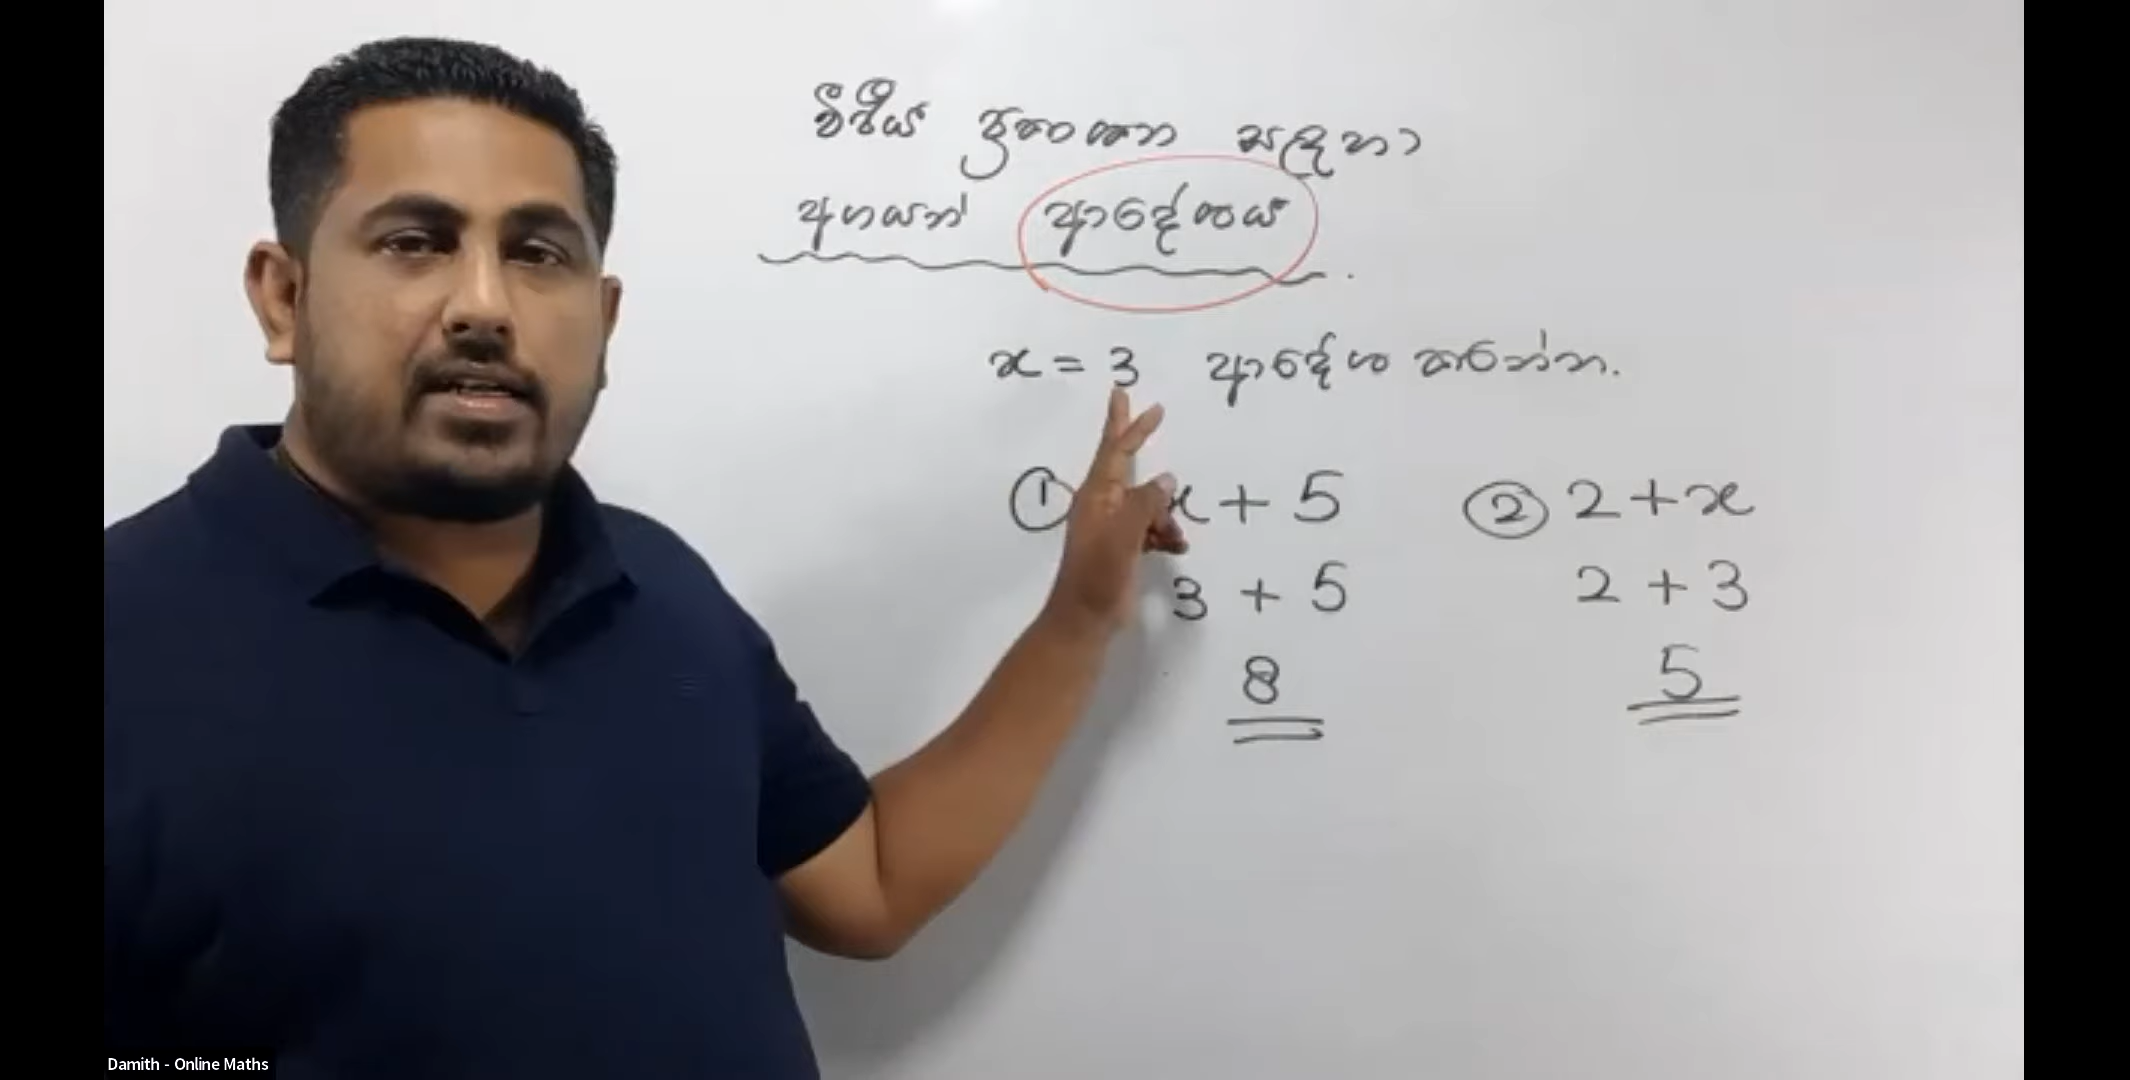 වීජීය ප්‍රකාශන සඳහා
අගයන් ආදේශය
x = 3 ආදේශ කරන්න.
① x + 5
3 + 5
8
② 2 + x
2 + 3
5
Damith - Online Maths